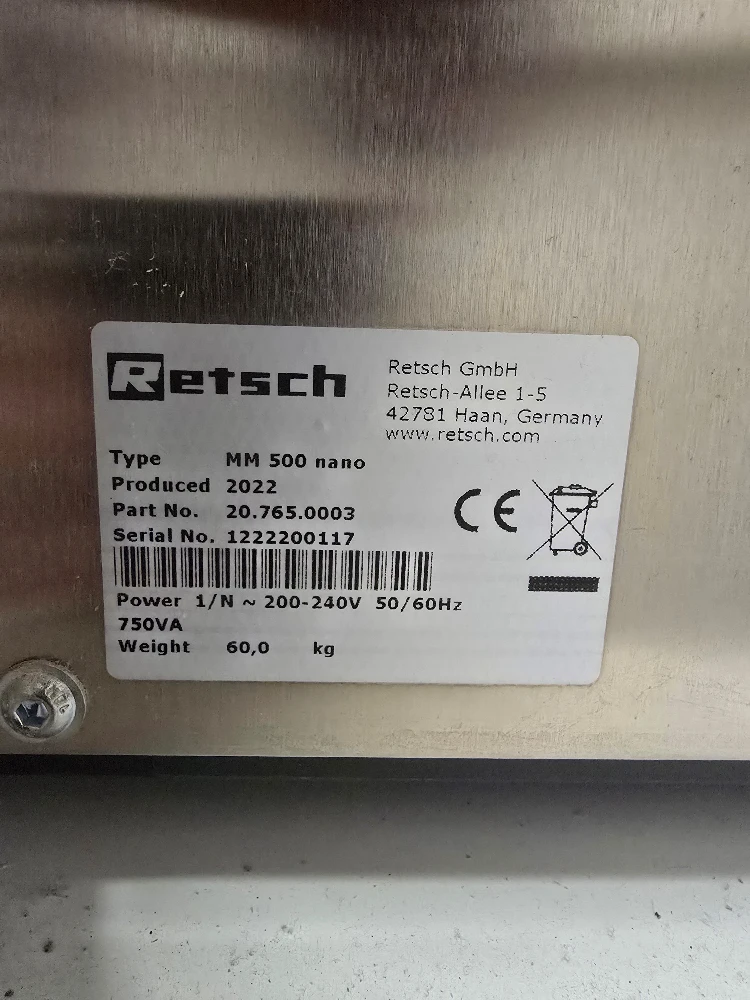 Retsch
Retsch GmbH
Retsch-Allee 1-5
42781 Haan, Germany
www.retsch.com
Type MM 500 nano
Produced 2022
Part No. 20.765.0003
Serial No. 1222200117
CE
Power 1/N ~ 200-240V 50/60Hz
750VA
Weight 60,0 kg